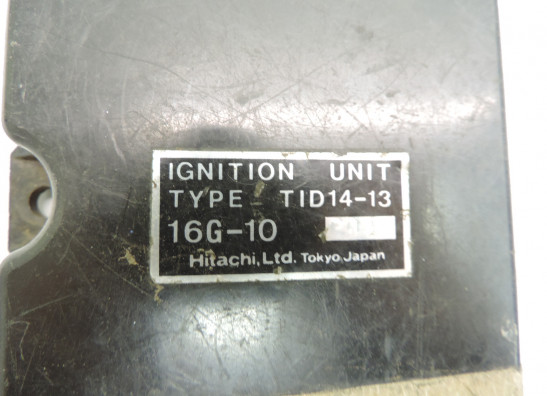 IGNITION UNIT
TYPE TID14-13
16G-10
Hitachi, Ltd. Tokyo, Japan